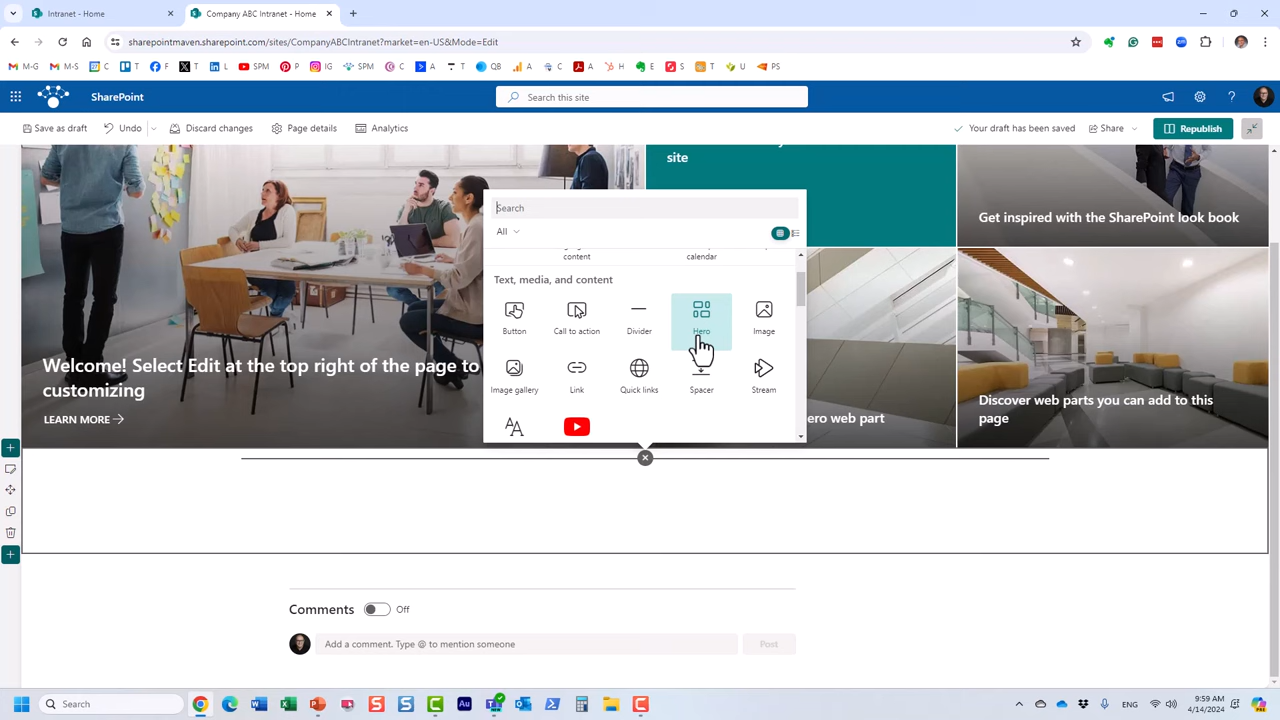 Intranet - Home
Company ABC Intranet - Home
sharepointmaven.sharepoint.com/sites/CompanyABCIntranet?market=en-US&Mode=Edit
M-G
M-S
C
T
F
X
L
SPM
P
IG
SPM
C
A
T
QB
A
C
A
H
E
S
T
U
PS
SharePoint
Search this site
Save as draft
Undo
Discard changes
Page details
Analytics
Your draft has been saved
Share
Republish
site
Get inspired with the SharePoint look book
Search
All
content
calendar
Text, media, and content
Button
Call to action
Divider
Hero
Image
Image gallery
Link
Quick links
Spacer
Stream
Welcome! Select Edit at the top right of the page to
customizing
LEARN MORE
ero web part
Discover web parts you can add to this
page
Comments
Off
Add a comment. Type @ to mention someone
Post
Search
ENG
9:59 AM
4/14/2024